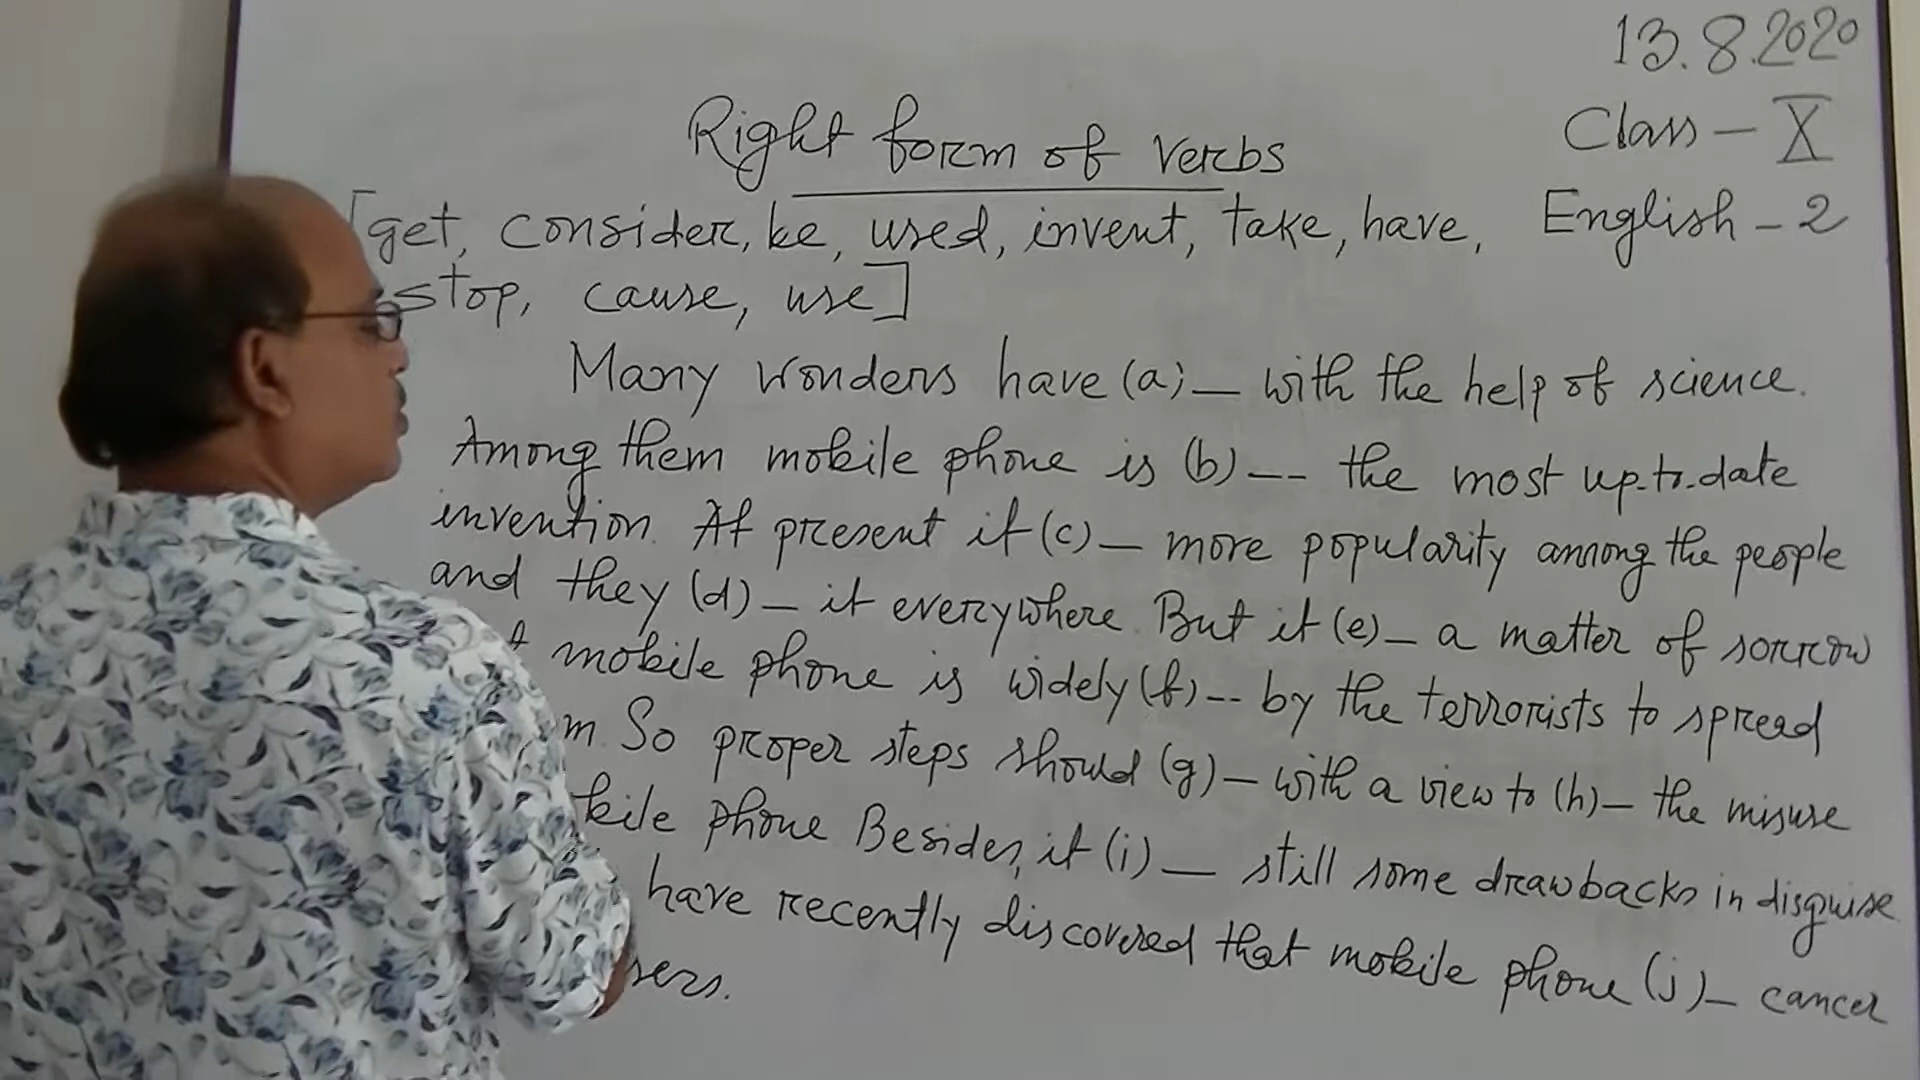 13.8.2020
Class - X
English - 2
Right form of verbs
[get, consider, be, used, invent, take, have,
stop, cause, use]
Many wonders have (a) _ with the help of science.
Among them mobile phone is (b) -- the most up-to-date
invention. At present it (c) _ more popularity among the people
and they (d) _ it everywhere. But it (e) _ a matter of sorrow
mobile phone is widely (f) -- by the terrorists to spread
So proper steps should (g) _ with a view to (h) _ the misuse
phone Besides, it (i) _ still some drawbacks in disguise.
have recently discovered that mobile phone (j) _ cancer